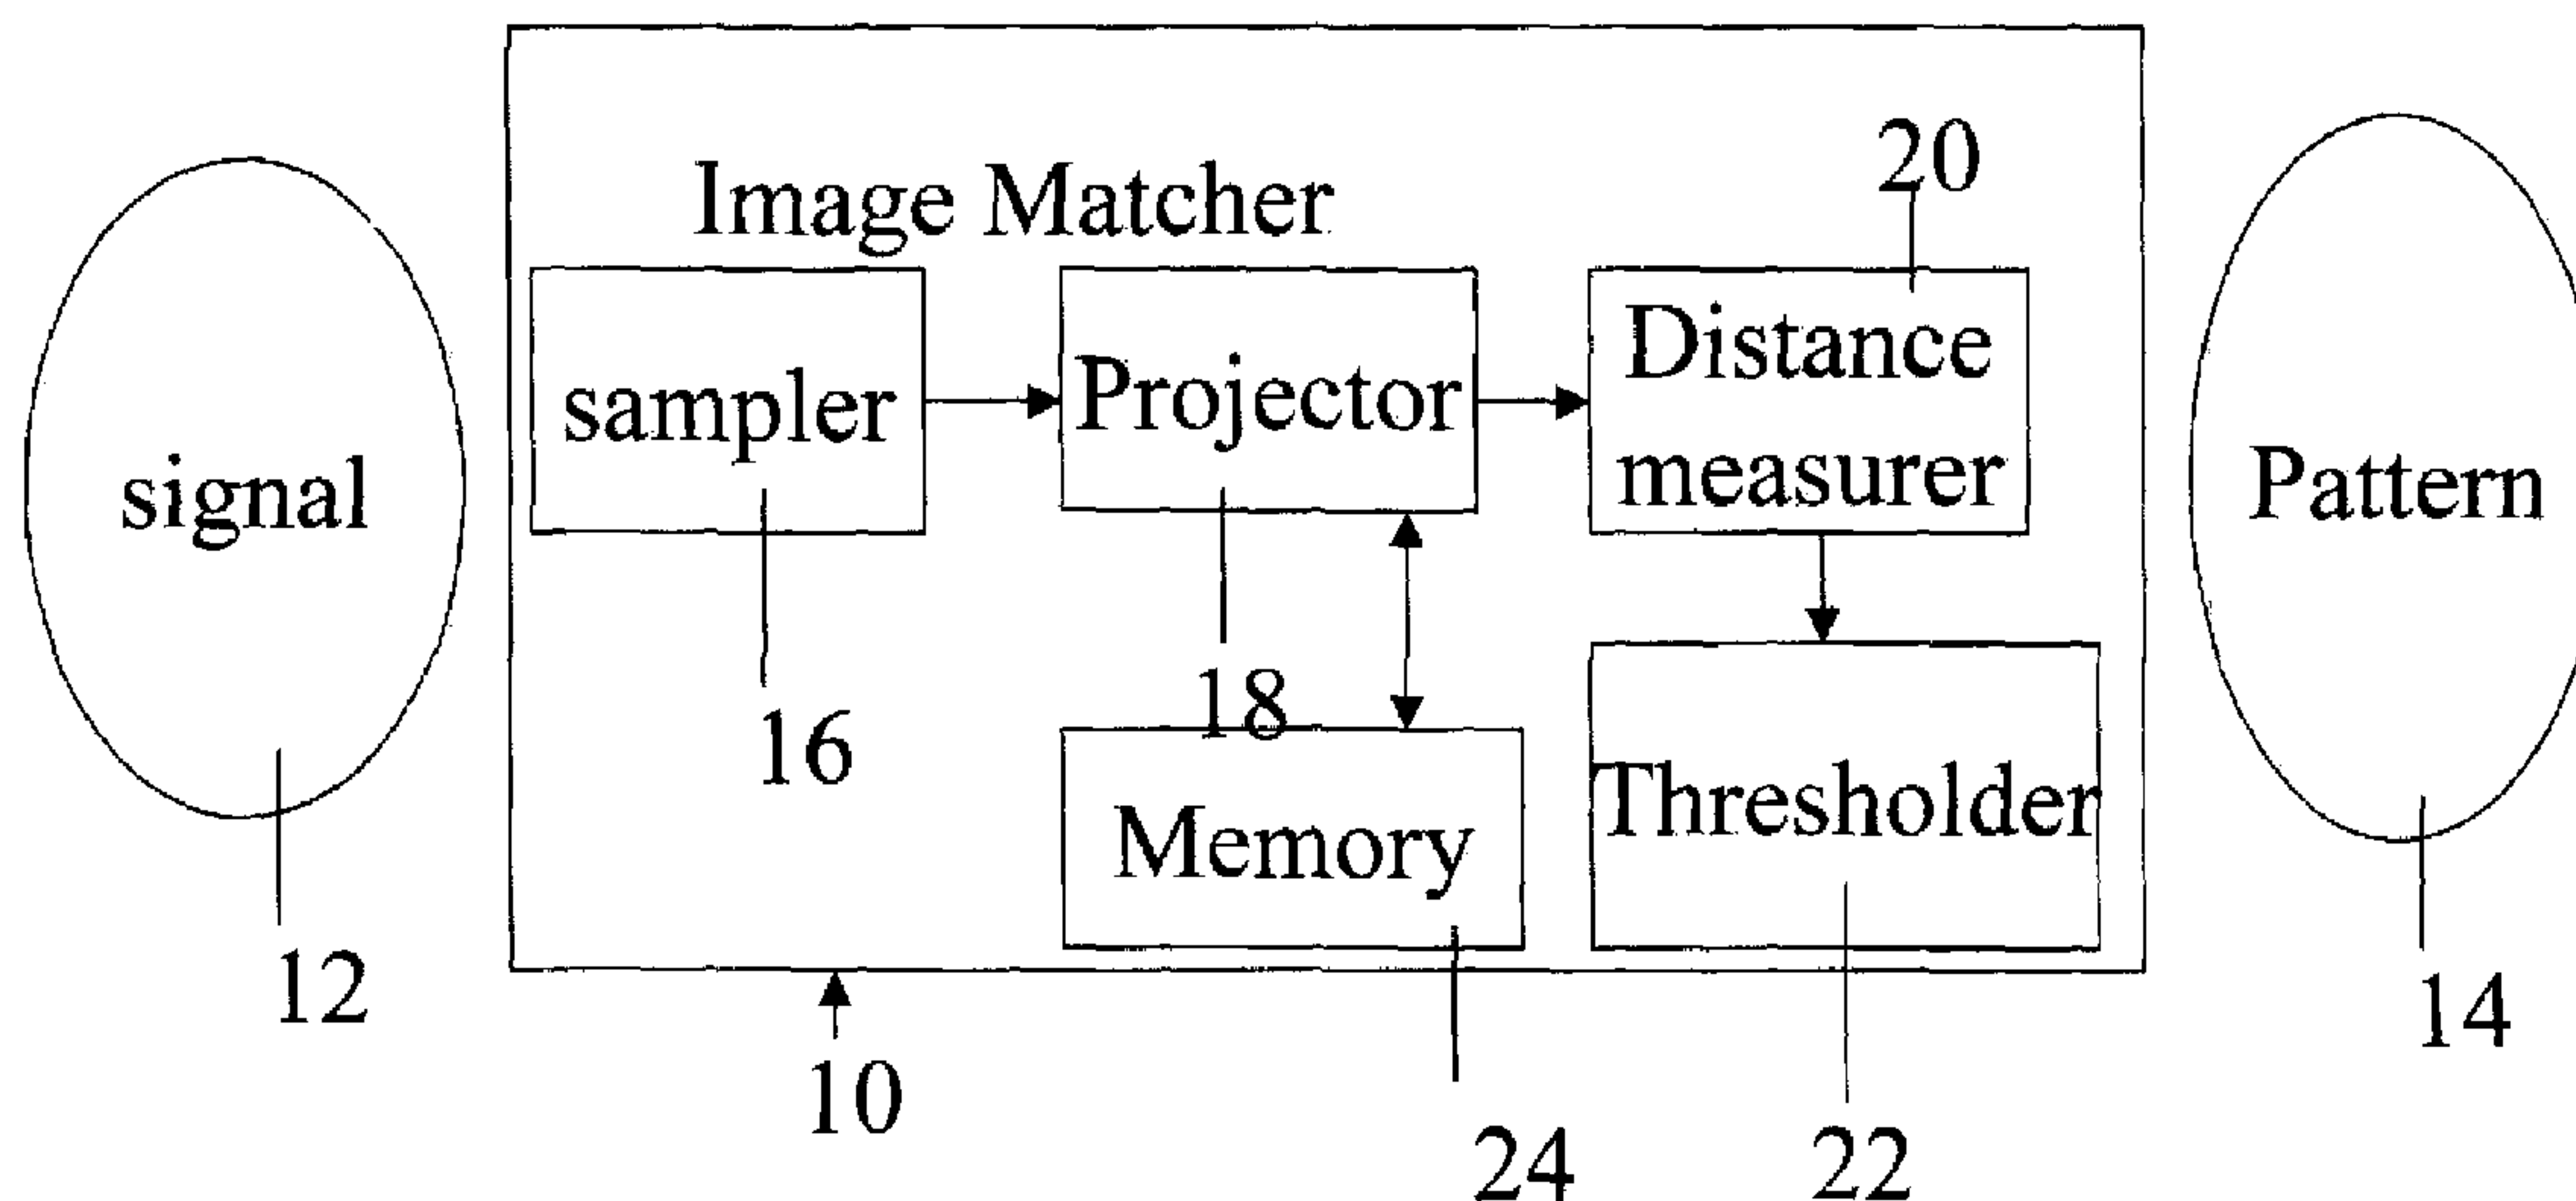 Image Matcher
20
signal
sampler
Projector
Distance
measurer
Pattern
16
18
Memory
Thresholder
12
10
24
22
14